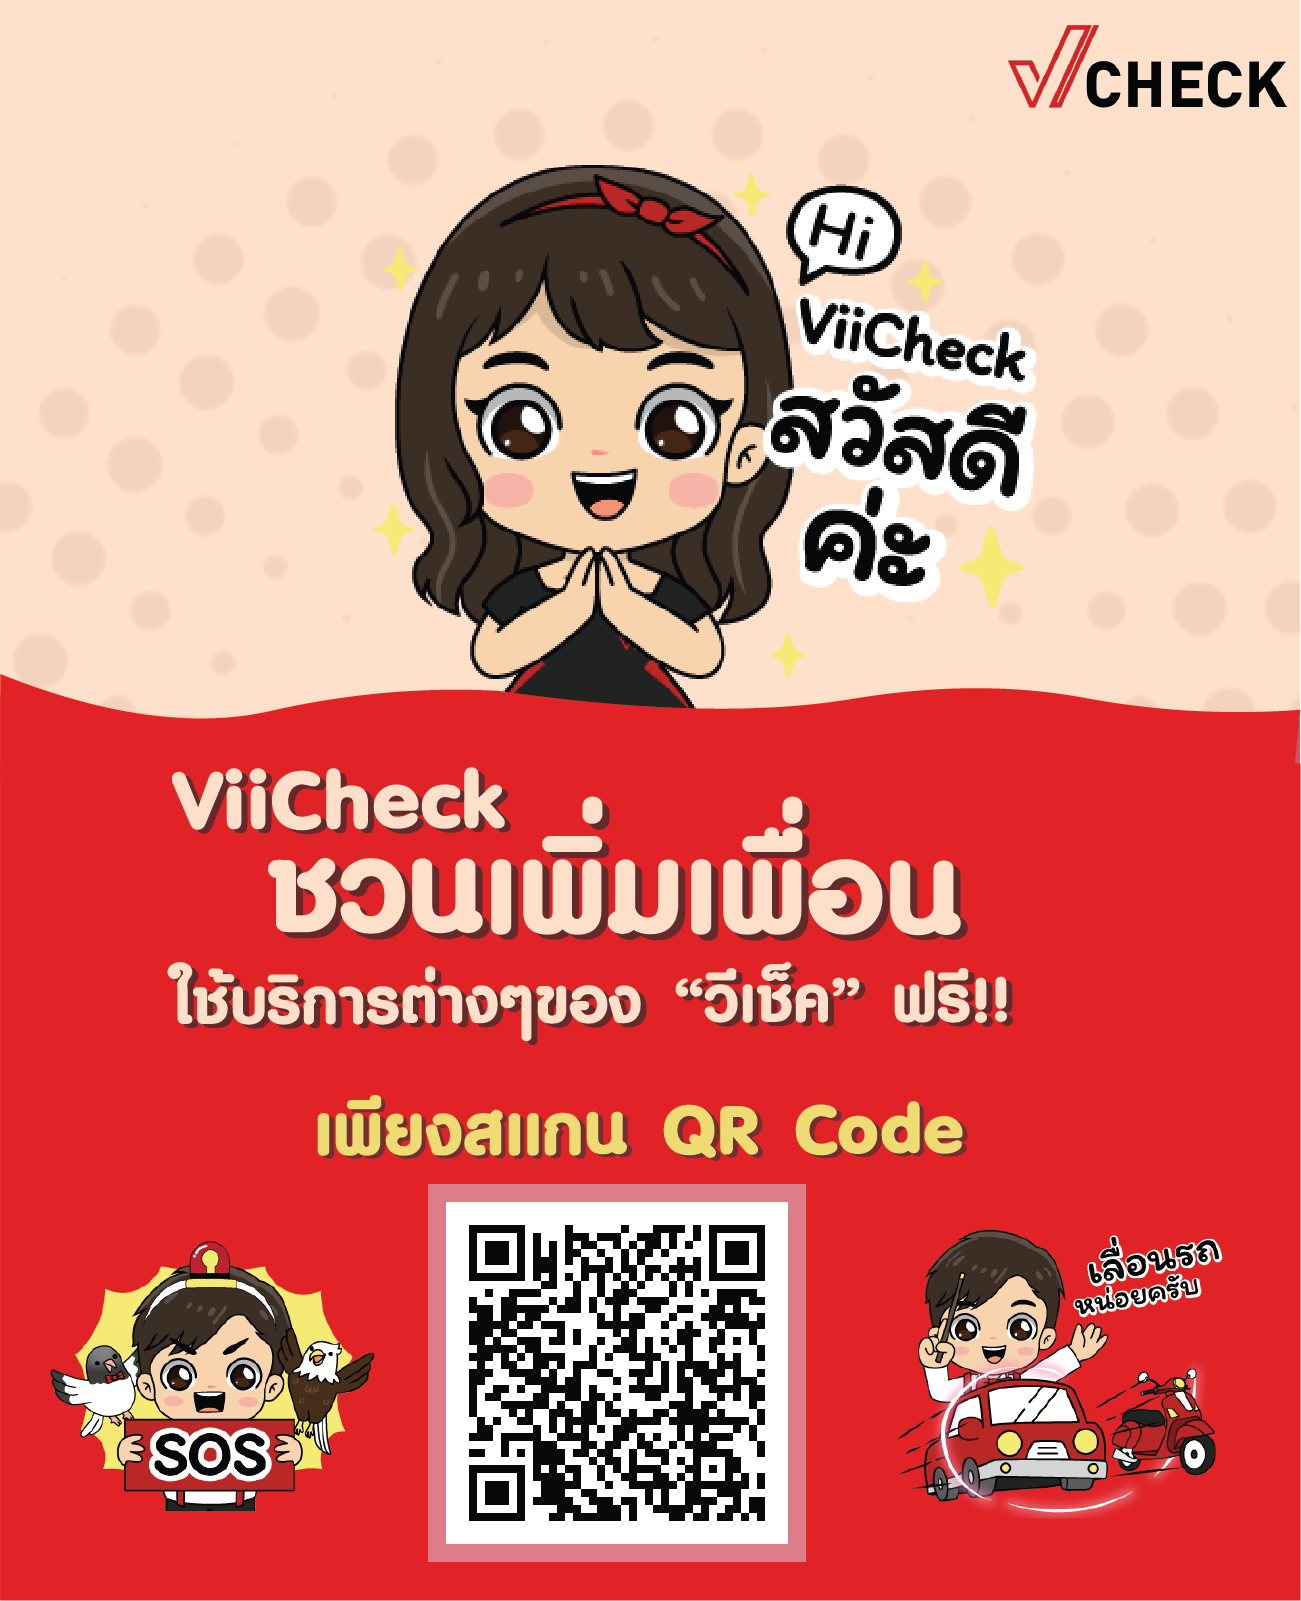 CHECK
Hi
ViiCheck
สวัสดี
ค่ะ
ViiCheck
ชวนเพิ่มเพื่อน
ใช้บริการต่างๆของ “วีเช็ค” ฟรี!!
เพียงสแกน QR Code
SOS
เลื่อนรถ
หน่อยครับ